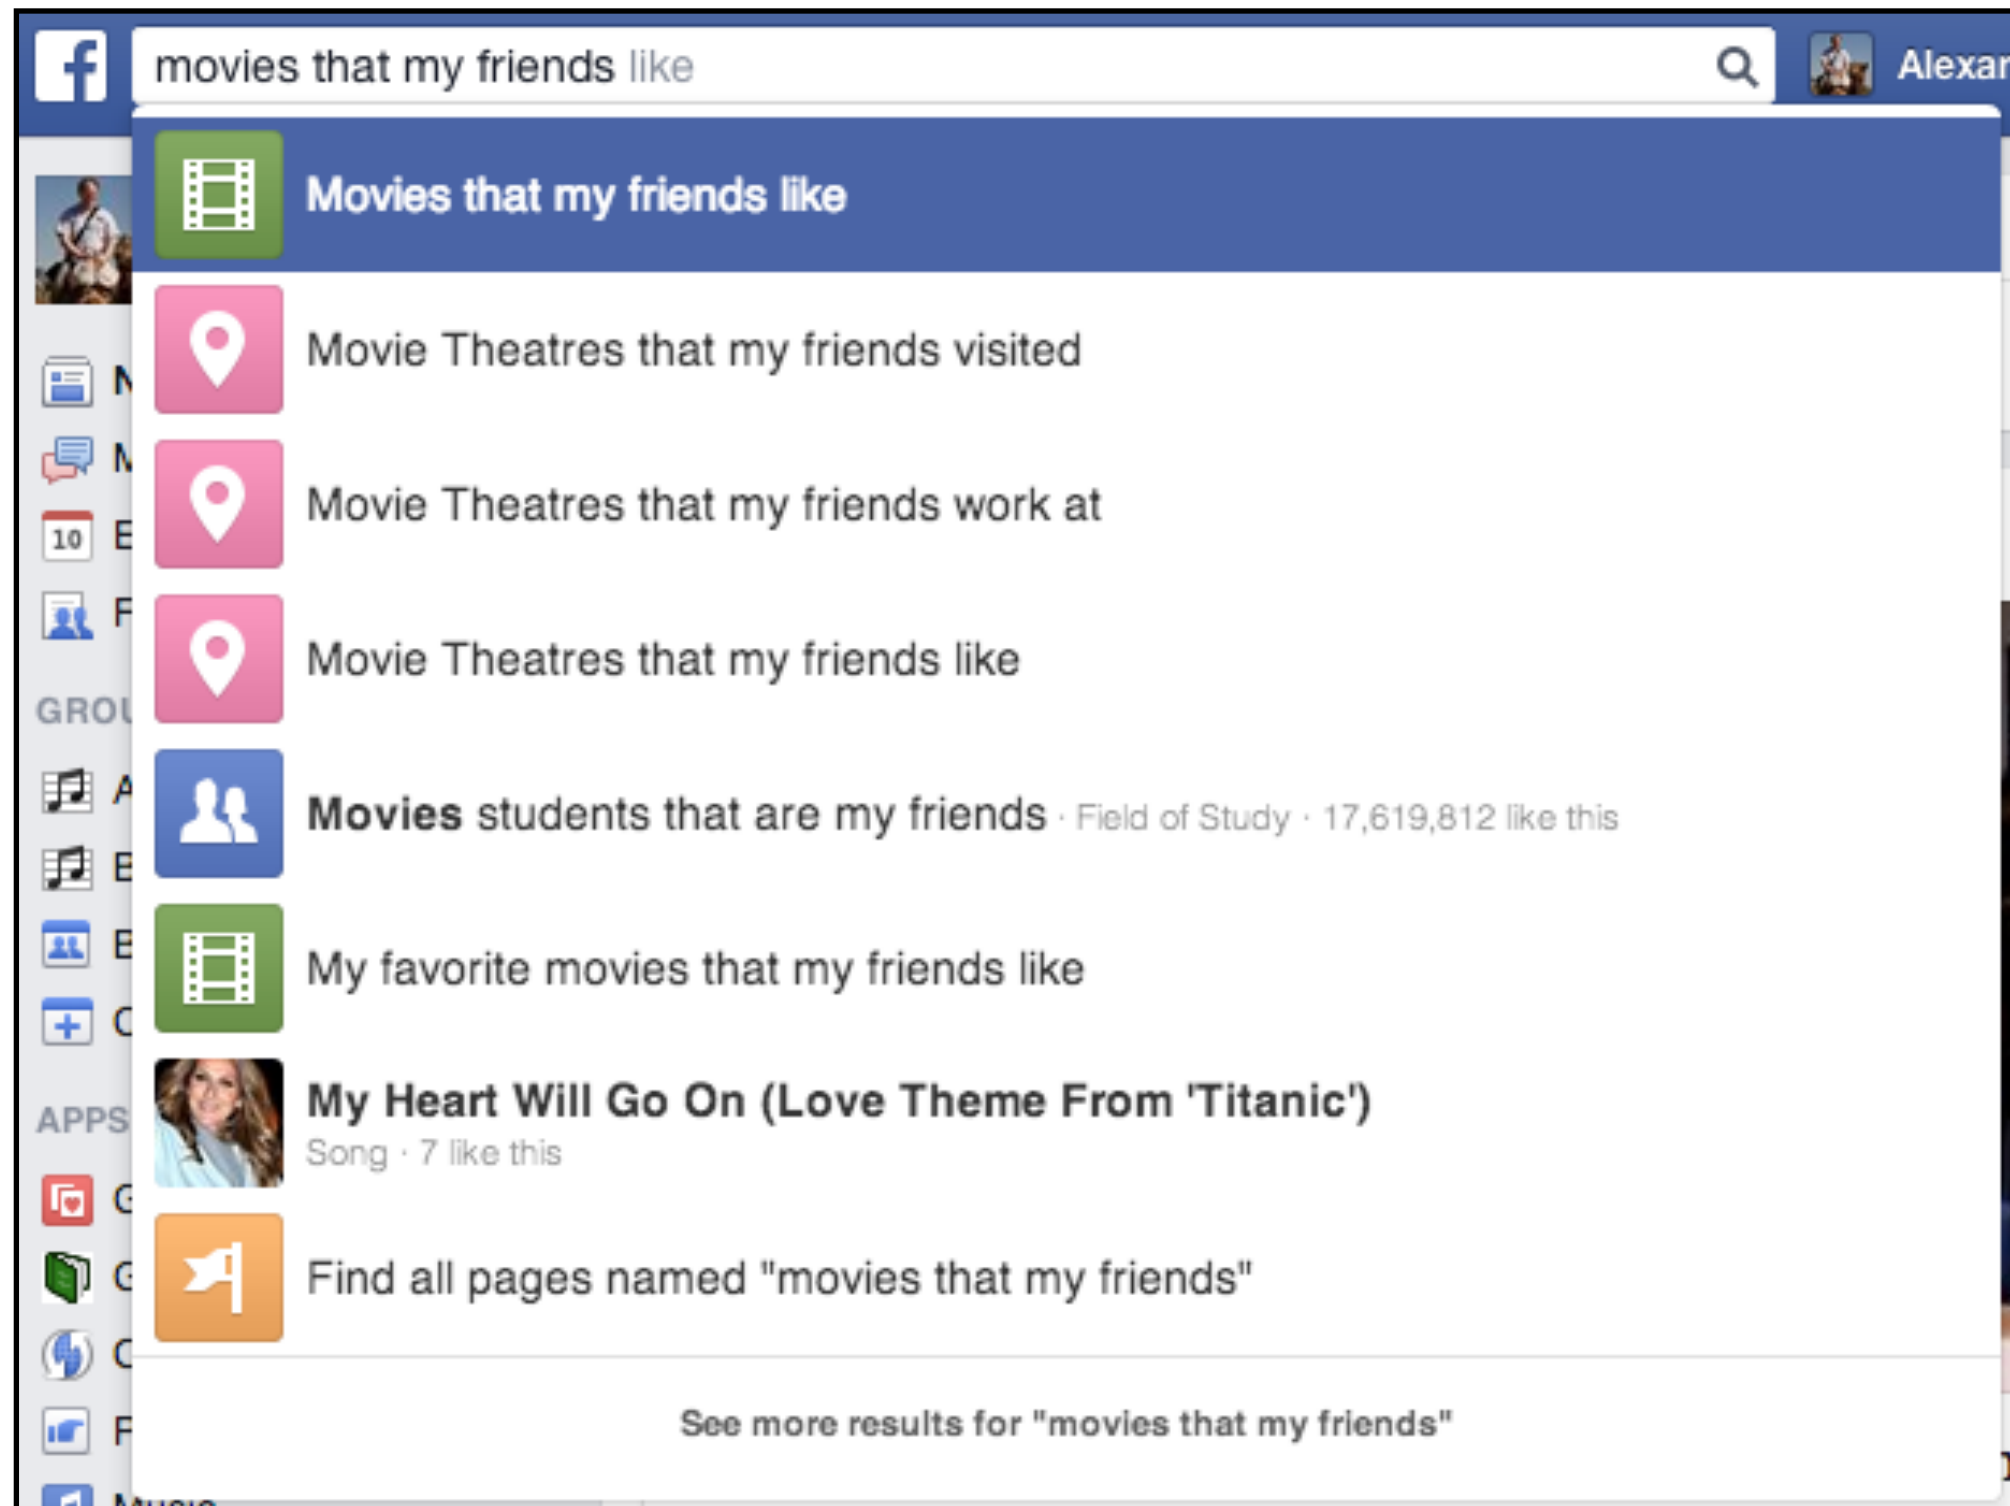 f
movies that my friends like
Alexan
Movies that my friends like
Movie Theatres that my friends visited
Movie Theatres that my friends work at
10
Movie Theatres that my friends like
GROU
Movies students that are my friends · Field of Study · 17,619,812 like this
My favorite movies that my friends like
My Heart Will Go On (Love Theme From 'Titanic')
Song · 7 like this
APPS
Find all pages named "movies that my friends"
See more results for "movies that my friends"
Music